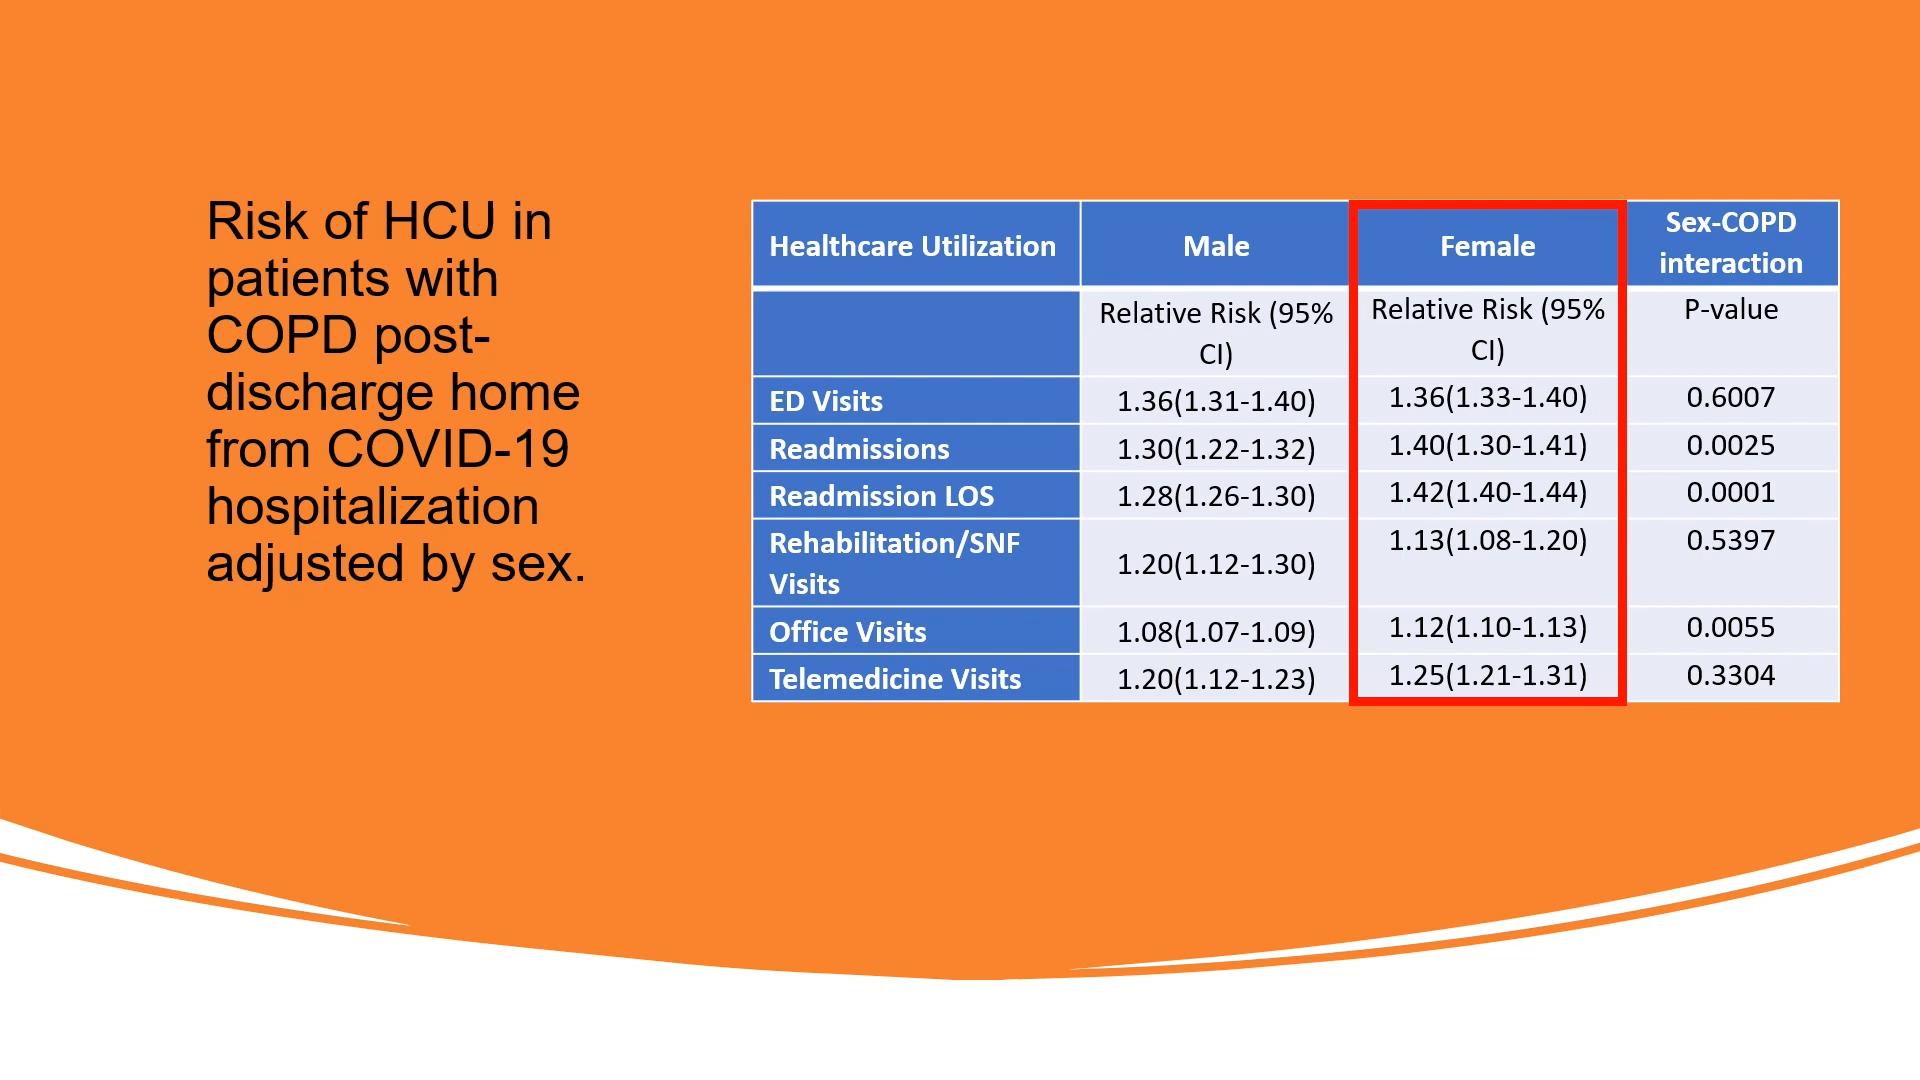 Risk of HCU in
patients with
COPD post-
discharge home
from COVID-19
hospitalization
adjusted by sex.
Healthcare Utilization Male Female Sex-COPD interaction
Relative Risk (95% CI) Relative Risk (95% CI) P-value
ED Visits 1.36(1.31-1.40) 1.36(1.33-1.40) 0.6007
Readmissions 1.30(1.22-1.32) 1.40(1.30-1.41) 0.0025
Readmission LOS 1.28(1.26-1.30) 1.42(1.40-1.44) 0.0001
Rehabilitation/SNF Visits 1.20(1.12-1.30) 1.13(1.08-1.20) 0.5397
Office Visits 1.08(1.07-1.09) 1.12(1.10-1.13) 0.0055
Telemedicine Visits 1.20(1.12-1.23) 1.25(1.21-1.31) 0.3304